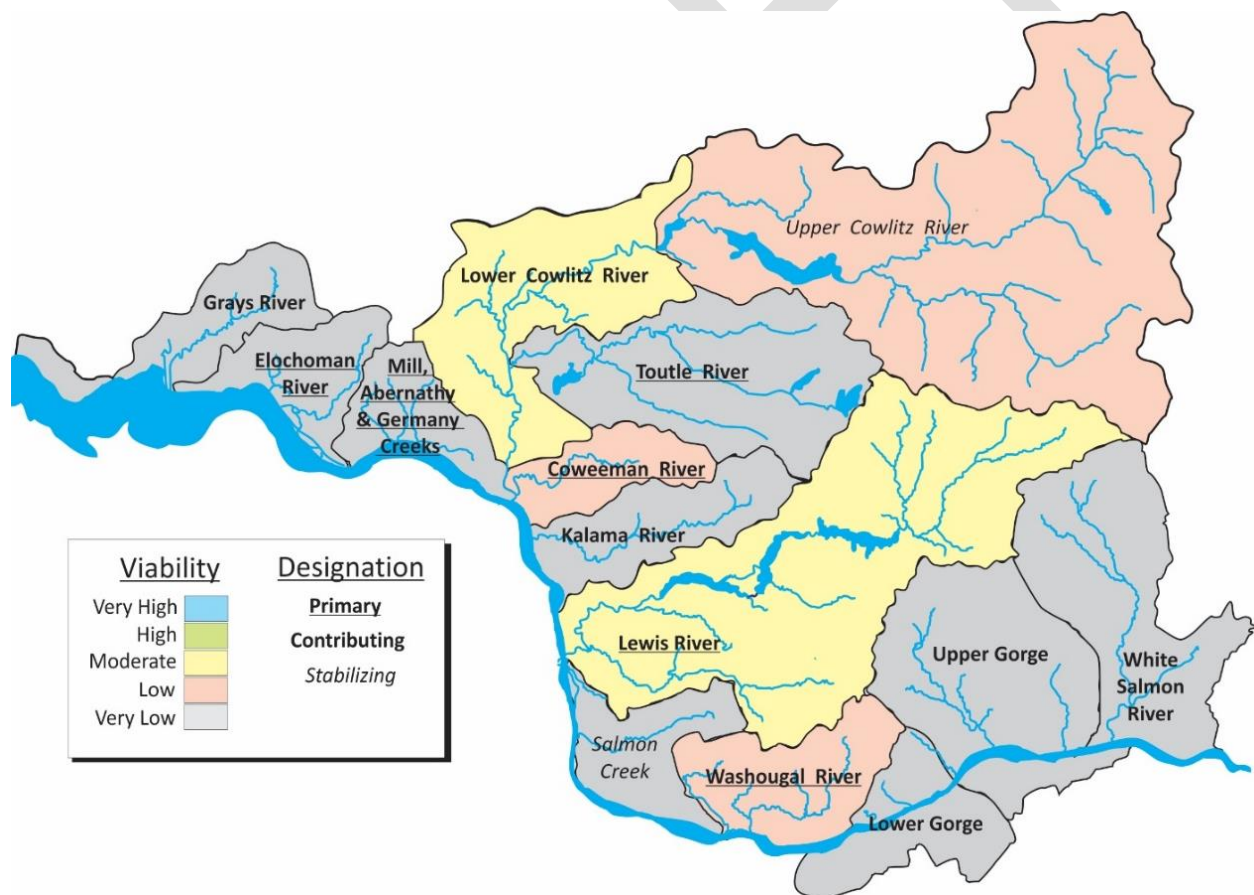 Upper Cowlitz River
Lower Cowlitz River
Grays River
Elochoman
River
Mill,
Abernathy
& Germany
Creeks
Toutle River
Coweeman River
Kalama River
Lewis River
Upper Gorge
White
Salmon
River
Salmon
Creek
Washougal River
Lower Gorge
Viability
Very High
High
Moderate
Low
Very Low
Designation
Primary
Contributing
Stabilizing